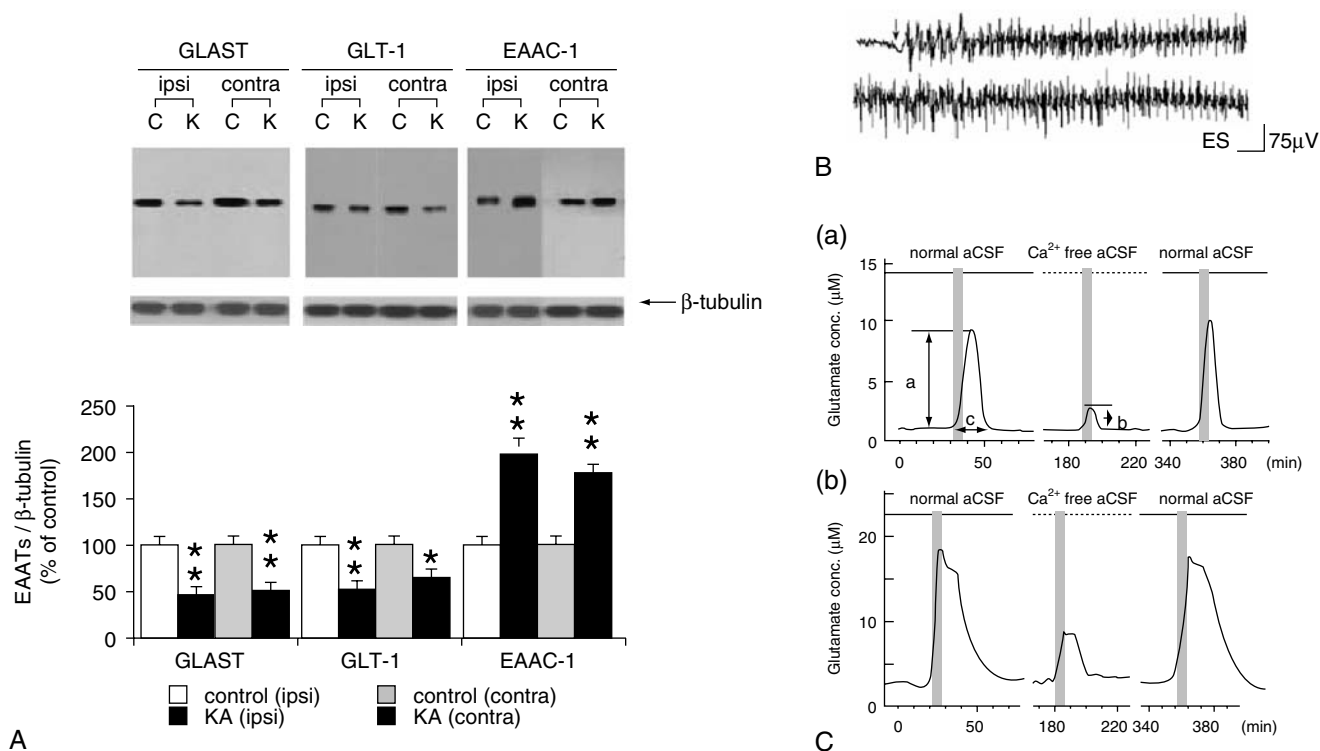 GLAST GLT-1 EAAC-1
ipsi contra ipsi contra ipsi contra
C K C K C K C K C K C K
β-tubulin
EAATs / β-tubulin
(% of control)
250
200
150
100
50
0
* * * * * * * * * * *
GLAST GLT-1 EAAC-1
control (ipsi) control (contra)
KA (ipsi) KA (contra)
A
ES 75μV
B
(a)
normal aCSF Ca²⁺ free aCSF normal aCSF
Glutamate conc. (μM)
15
10
5
0
a
c
b
0 50 180 220 340 380 (min)
(b)
normal aCSF Ca²⁺ free aCSF normal aCSF
Glutamate conc. (μM)
20
10
0
0 50 180 220 340 380 (min)
C